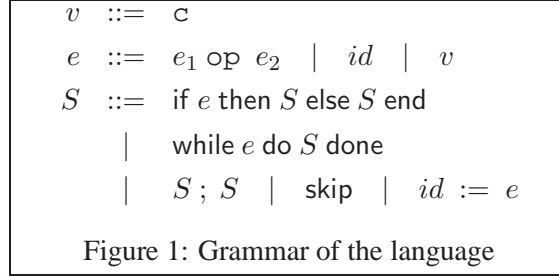 v ::= c
e ::= e₁ op e₂ | id | v
S ::= if e then S else S end
| while e do S done
| S ; S | skip | id := e
Figure 1: Grammar of the language